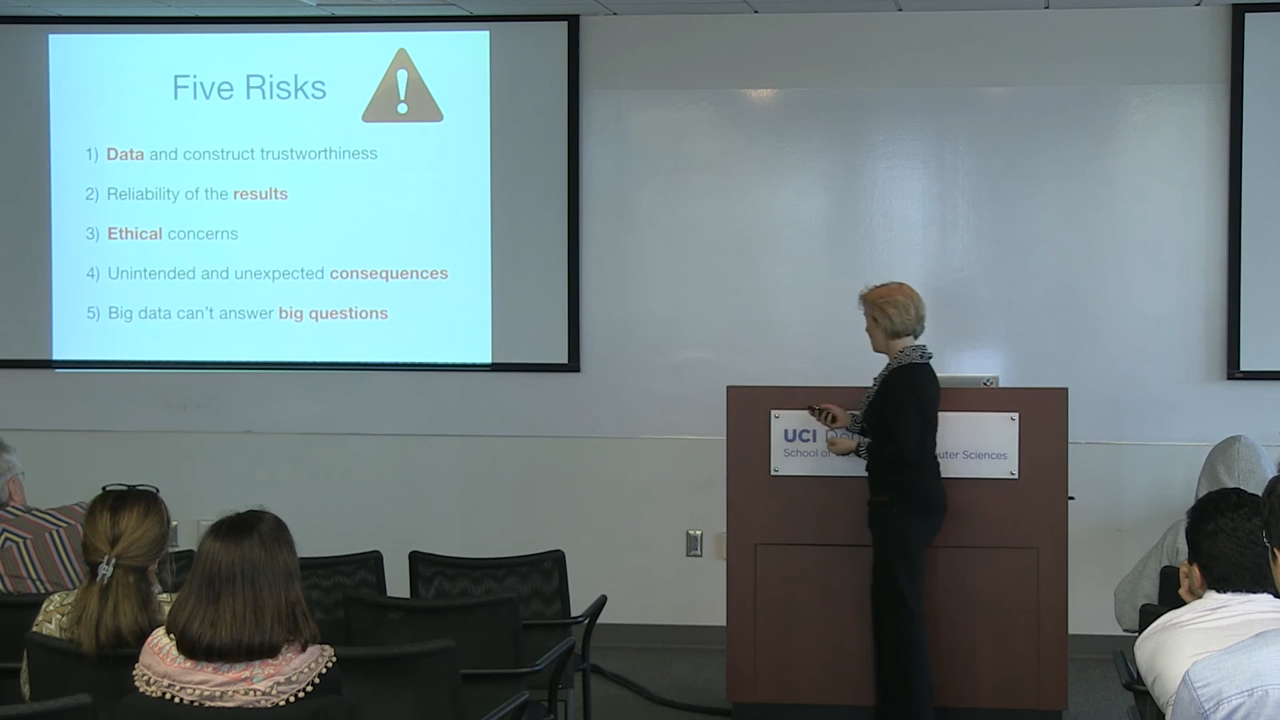 Five Risks
1) Data and construct trustworthiness
2) Reliability of the results
3) Ethical concerns
4) Unintended and unexpected consequences
5) Big data can't answer big questions
UCI
School of uter Sciences